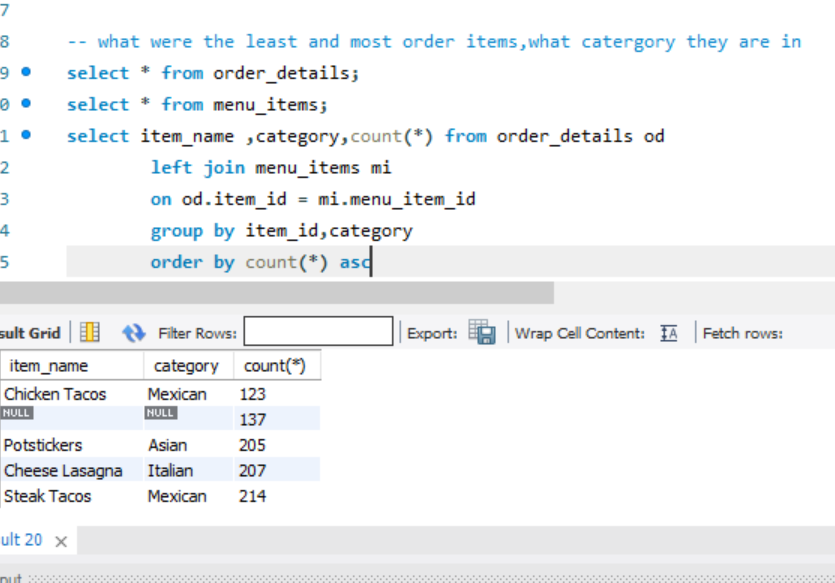 7
8 -- what were the least and most order items,what catergory they are in
9 select * from order_details;
0 select * from menu_items;
1 select item_name ,category,count(*) from order_details od
2 left join menu_items mi
3 on od.item_id = mi.menu_item_id
4 group by item_id,category
5 order by count(*) asc
sult Grid Filter Rows: Export: Wrap Cell Content: IA Fetch rows:
item_name category count(*)
Chicken Tacos Mexican 123
NULL NULL 137
Potstickers Asian 205
Cheese Lasagna Italian 207
Steak Tacos Mexican 214
ult 20 ×
put